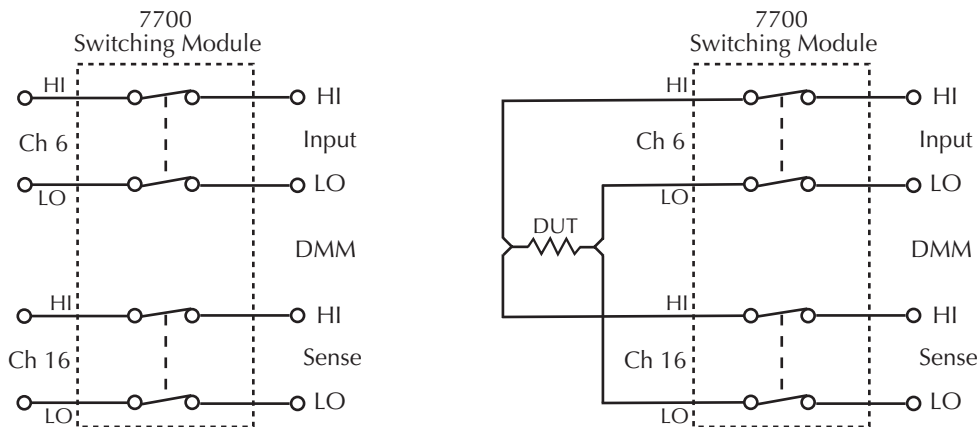 7700
Switching Module
HI
HI
Ch 6
Input
LO
LO
DMM
HI
HI
Ch 16
Sense
LO
LO
7700
Switching Module
HI
HI
Ch 6
Input
LO
LO
DUT
DMM
HI
HI
Ch 16
Sense
LO
LO